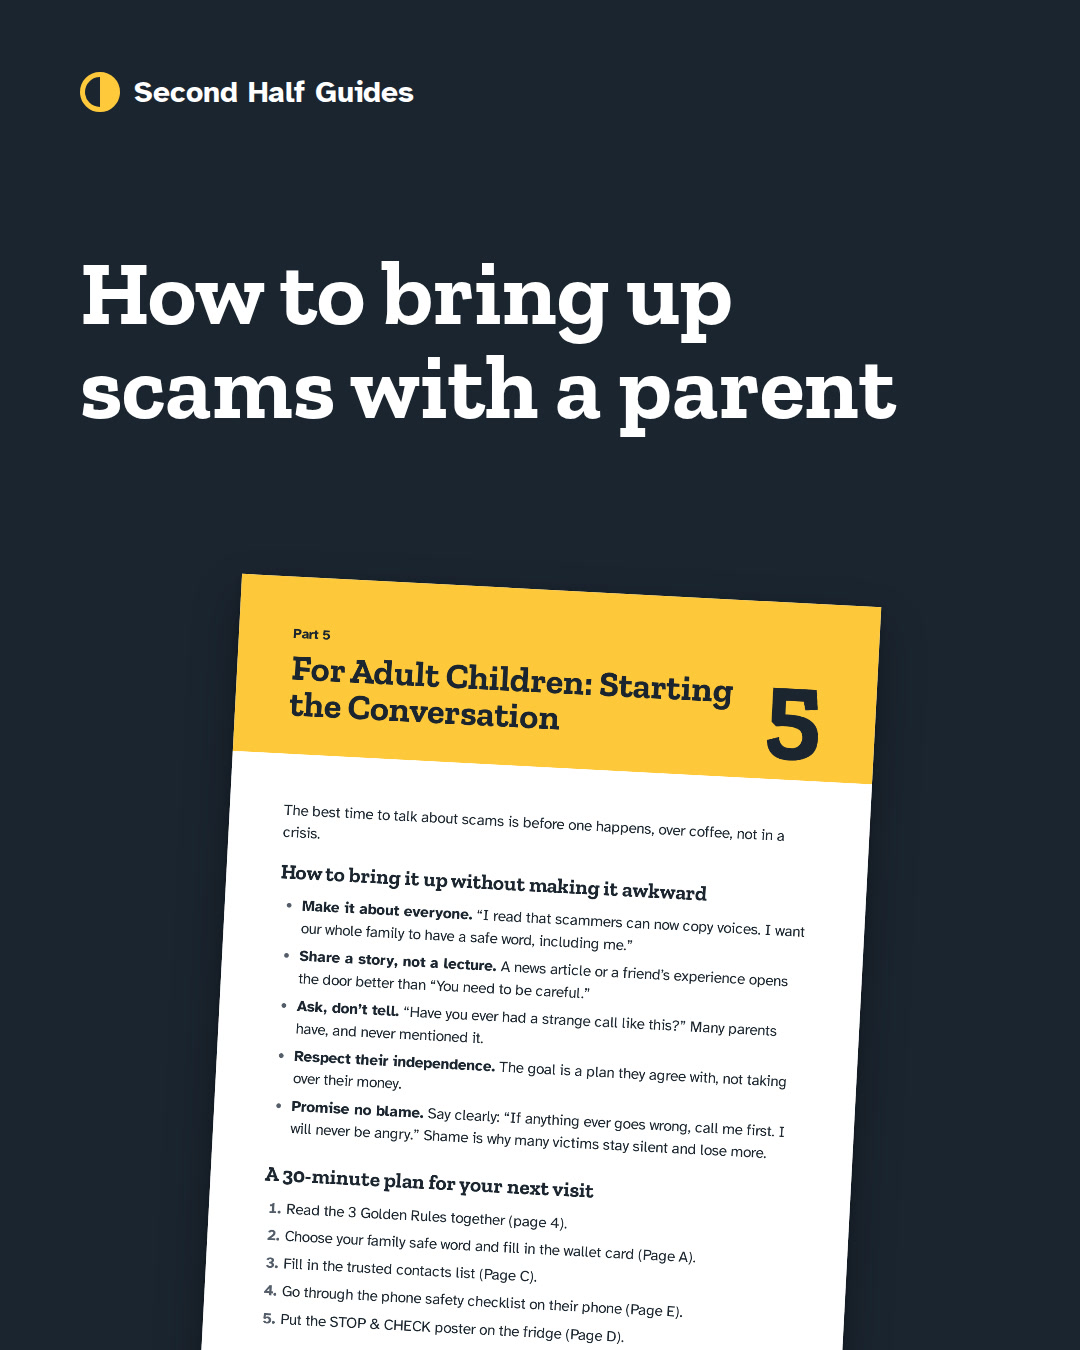 Second Half Guides
How to bring up
scams with a parent
Part 5
For Adult Children: Starting
the Conversation
5
The best time to talk about scams is before one happens, over coffee, not in a
crisis.
How to bring it up without making it awkward
• Make it about everyone. “I read that scammers can now copy voices. I want
our whole family to have a safe word, including me.”
• Share a story, not a lecture. A news article or a friend’s experience opens
the door better than “You need to be careful.”
• Ask, don’t tell. “Have you ever had a strange call like this?” Many parents
have, and never mentioned it.
• Respect their independence. The goal is a plan they agree with, not taking
over their money.
• Promise no blame. Say clearly: “If anything ever goes wrong, call me first. I
will never be angry.” Shame is why many victims stay silent and lose more.
A 30-minute plan for your next visit
1. Read the 3 Golden Rules together (page 4).
2. Choose your family safe word and fill in the wallet card (Page A).
3. Fill in the trusted contacts list (Page C).
4. Go through the phone safety checklist on their phone (Page E).
5. Put the STOP & CHECK poster on the fridge (Page D).